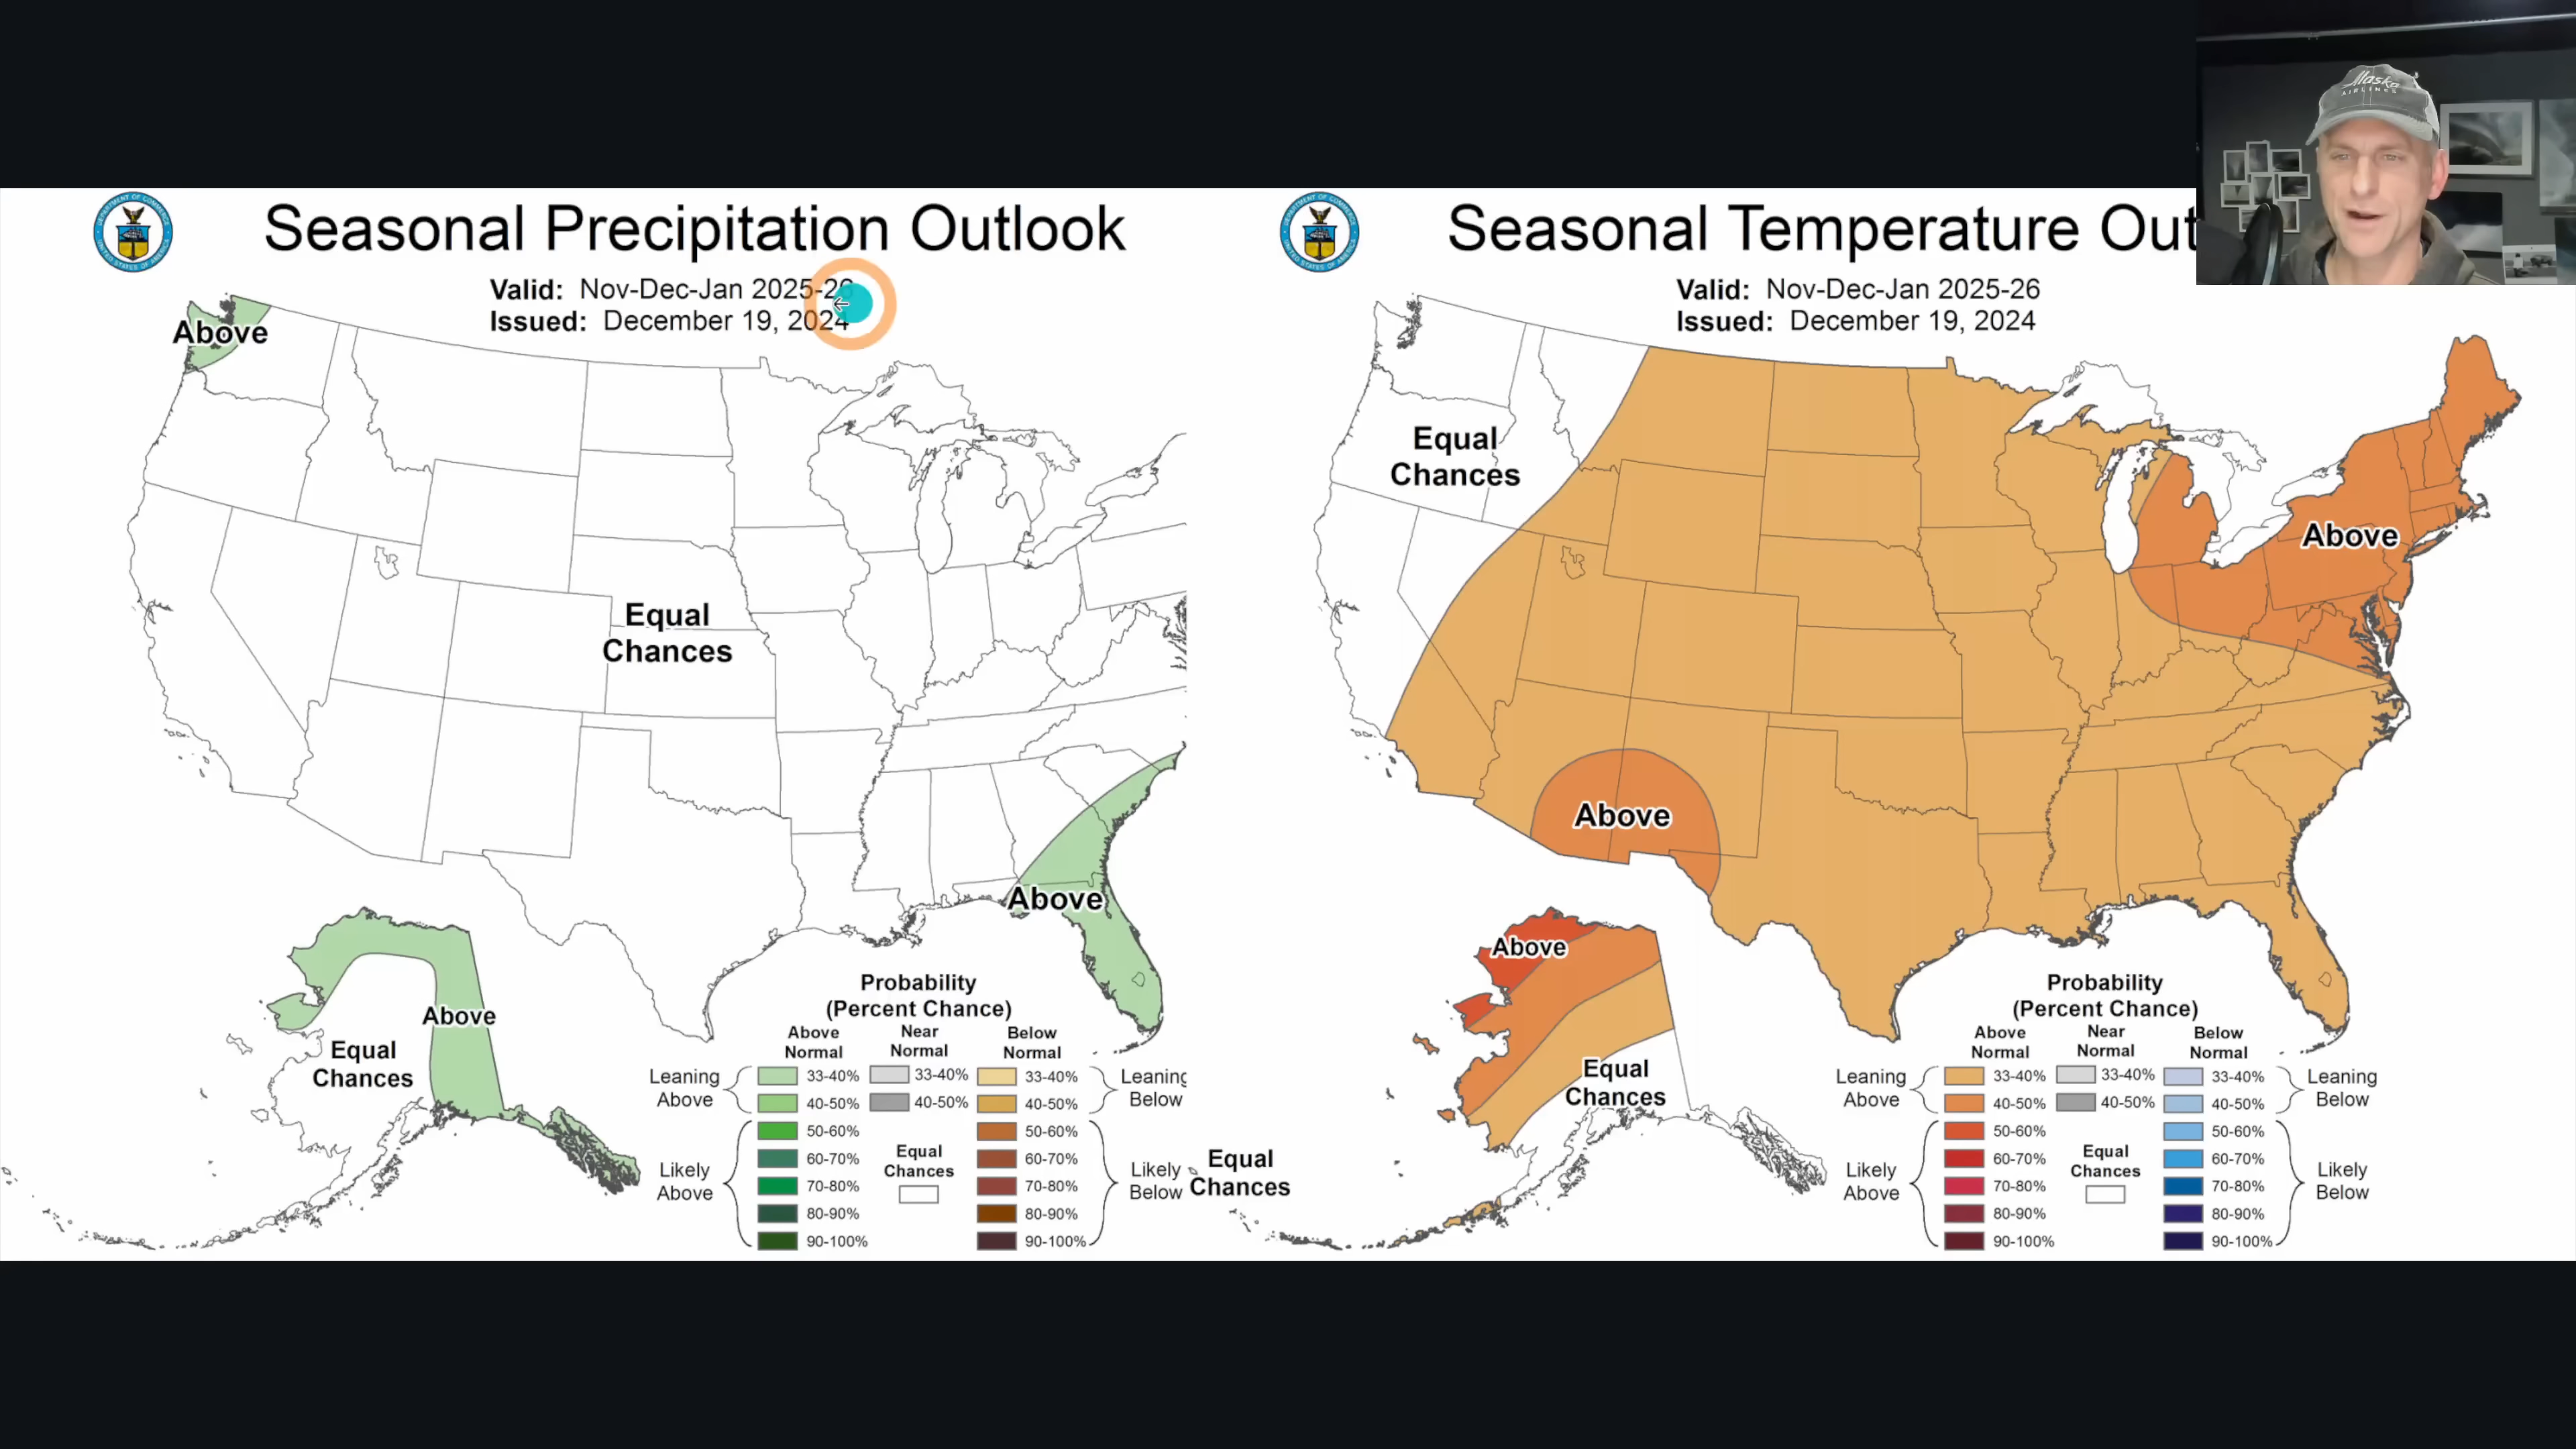 Seasonal Precipitation Outlook
Valid: Nov-Dec-Jan 2025-26
Issued: December 19, 2024
Above
Equal
Chances
Above
Above
Equal
Chances
Probability
(Percent Chance)
Above
Normal
Near
Normal
Below
Normal
Leaning
Above
33-40%
33-40%
33-40%
Leaning
Below
40-50%
40-50%
40-50%
50-60%
50-60%
Likely
Above
60-70%
Equal
Chances
60-70%
Likely
Below
70-80%
70-80%
80-90%
80-90%
90-100%
90-100%
Seasonal Temperature Out
Valid: Nov-Dec-Jan 2025-26
Issued: December 19, 2024
Equal
Chances
Above
Above
Above
Equal
Chances
Equal
Chances
Probability
(Percent Chance)
Above
Normal
Near
Normal
Below
Normal
Leaning
Above
33-40%
33-40%
33-40%
Leaning
Below
40-50%
40-50%
40-50%
50-60%
50-60%
Likely
Above
60-70%
Equal
Chances
60-70%
Likely
Below
70-80%
70-80%
80-90%
80-90%
90-100%
90-100%
Alaska
AIRLINES